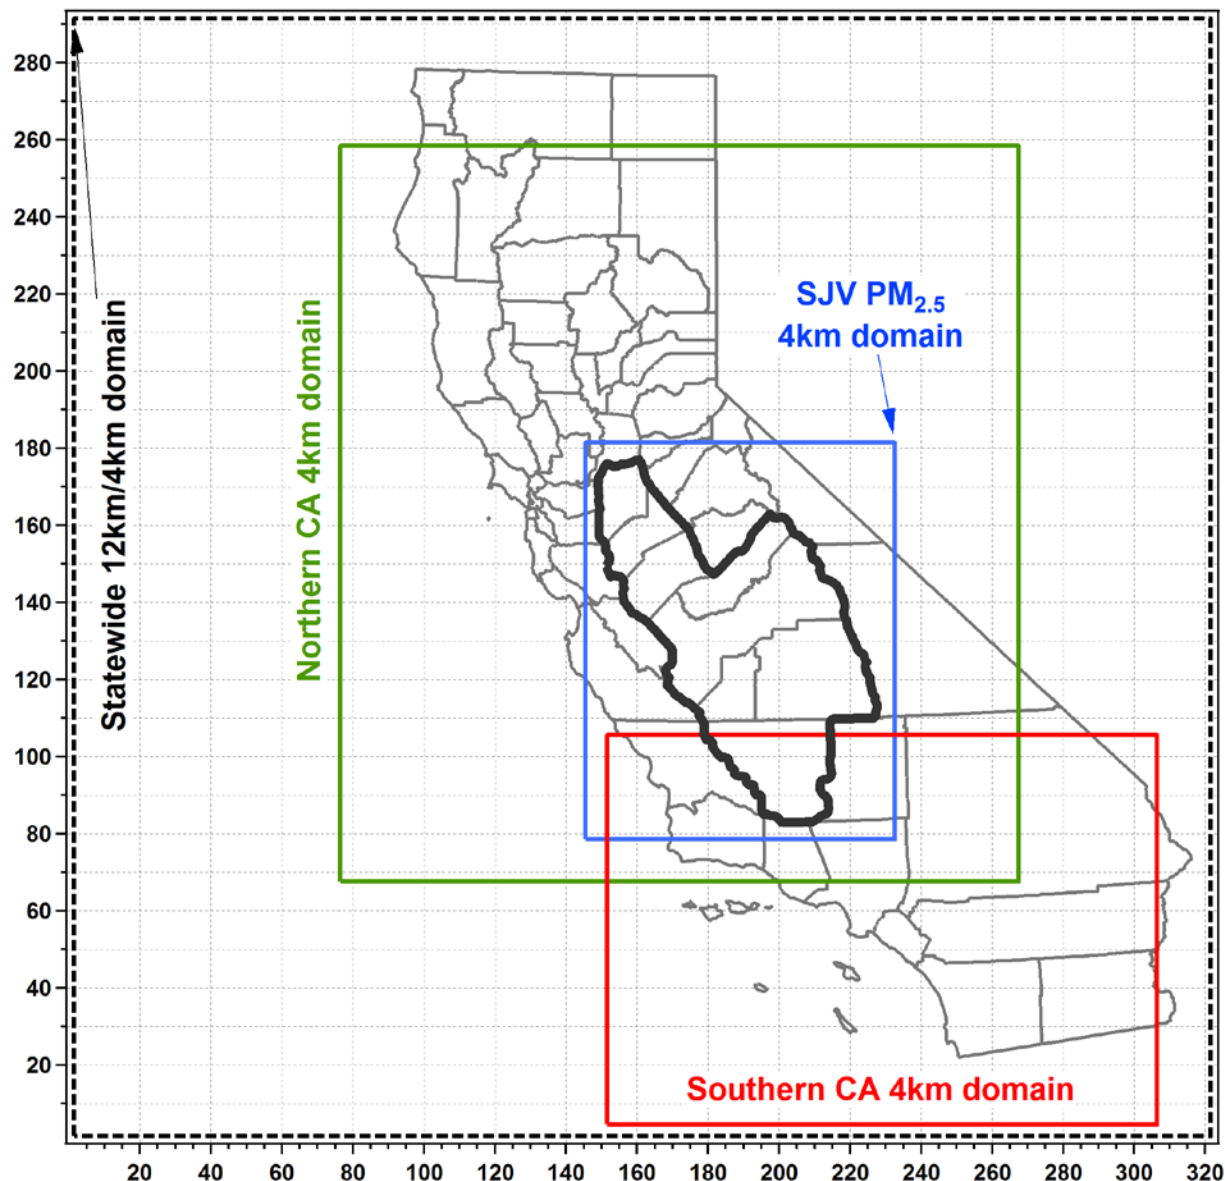 280
260
240
220
200
180
160
140
120
100
80
60
40
20
Statewide 12km/4km domain
Northern CA 4km domain
SJV PM2.5
4km domain
Southern CA 4km domain
20 40 60 80 100 120 140 160 180 200 220 240 260 280 300 320